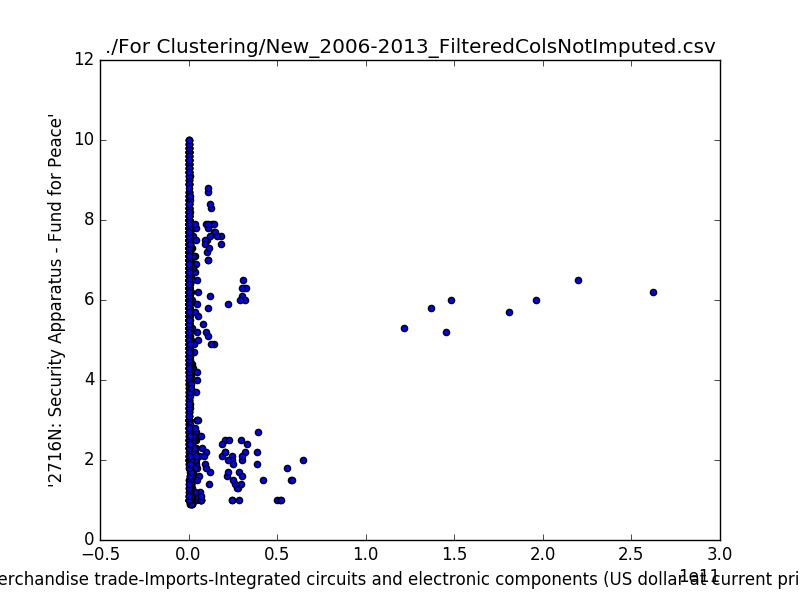 ./For Clustering/New_2006-2013_FilteredColsNotImputed.csv
'2716N: Security Apparatus - Fund for Peace'
12
10
8
6
4
2
0
−0.5 0.0 0.5 1.0 1.5 2.0 2.5 3.0
1e11
erchandise trade-Imports-Integrated circuits and electronic components (US dollar at current pri